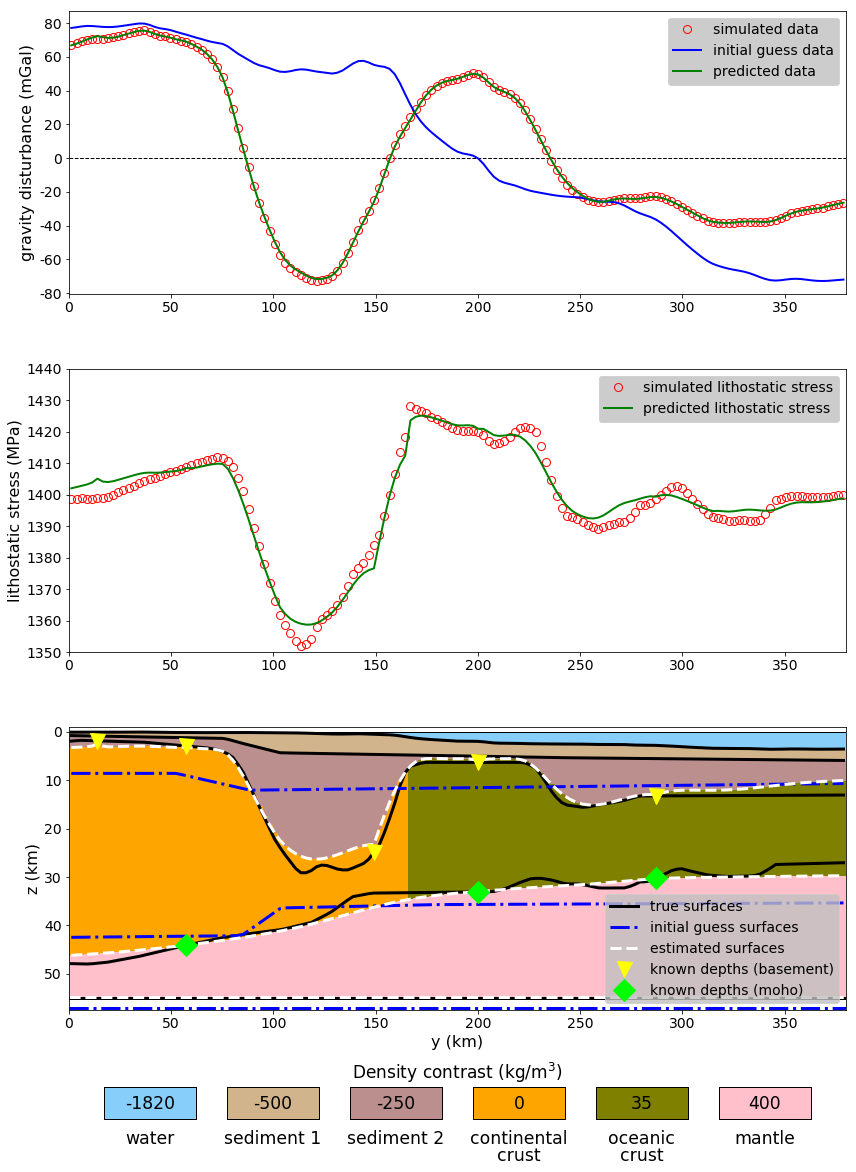 80
60
40
20
0
-20
-40
-60
-80
gravity disturbance (mGal)
simulated data
initial guess data
predicted data
0 50 100 150 200 250 300 350
1440
1430
1420
1410
1400
1390
1380
1370
1360
1350
lithostatic stress (MPa)
simulated lithostatic stress
predicted lithostatic stress
0 50 100 150 200 250 300 350
0
10
20
30
40
50
z (km)
true surfaces
initial guess surfaces
estimated surfaces
known depths (basement)
known depths (moho)
0 50 100 150 200 250 300 350
y (km)
Density contrast (kg/m³)
-1820 -500 -250 0 35 400
water sediment 1 sediment 2 continental oceanic mantle
crust crust